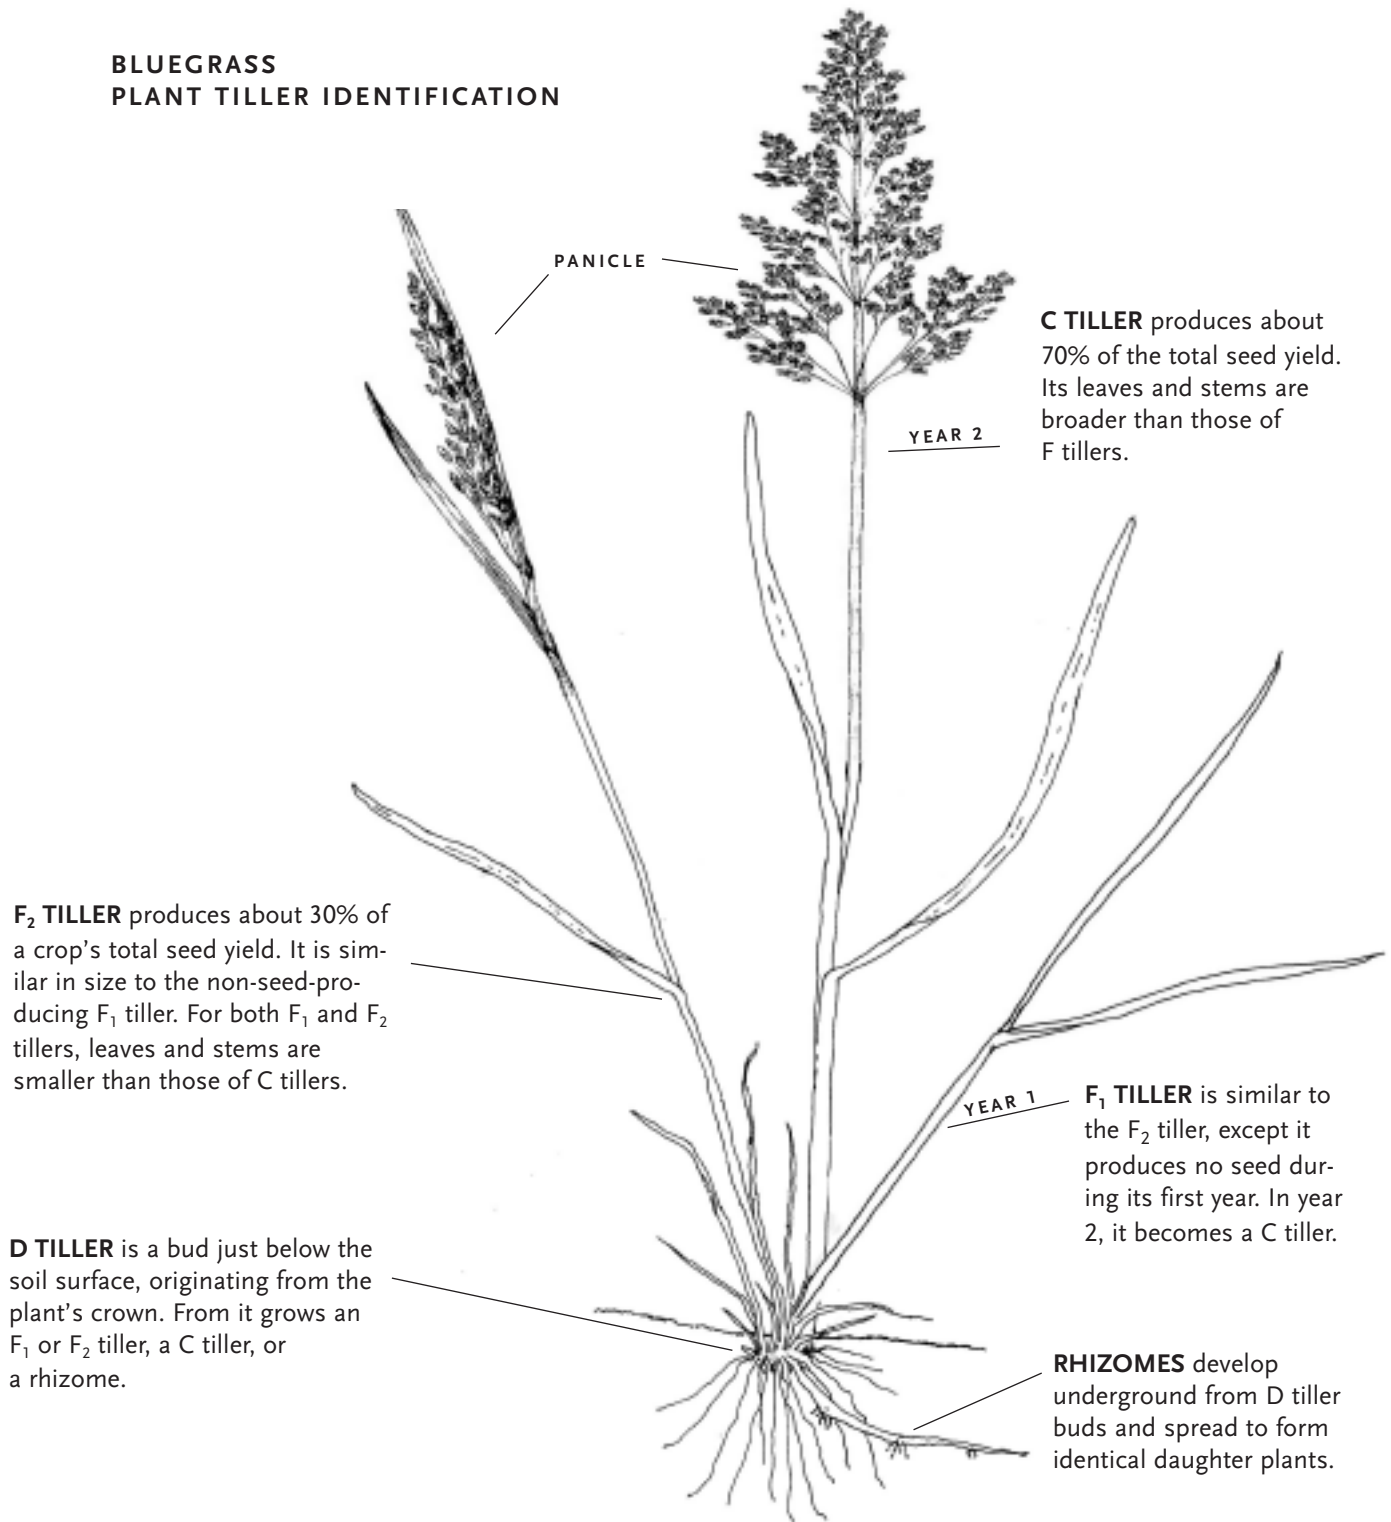 BLUEGRASS
PLANT TILLER IDENTIFICATION
PANICLE
C TILLER produces about
70% of the total seed yield.
Its leaves and stems are
broader than those of
F tillers.
YEAR 2
F₂ TILLER produces about 30% of
a crop’s total seed yield. It is sim-
ilar in size to the non-seed-pro-
ducing F₁ tiller. For both F₁ and F₂
tillers, leaves and stems are
smaller than those of C tillers.
YEAR 1
F₁ TILLER is similar to
the F₂ tiller, except it
produces no seed dur-
ing its first year. In year
2, it becomes a C tiller.
D TILLER is a bud just below the
soil surface, originating from the
plant’s crown. From it grows an
F₁ or F₂ tiller, a C tiller, or
a rhizome.
RHIZOMES develop
underground from D tiller
buds and spread to form
identical daughter plants.